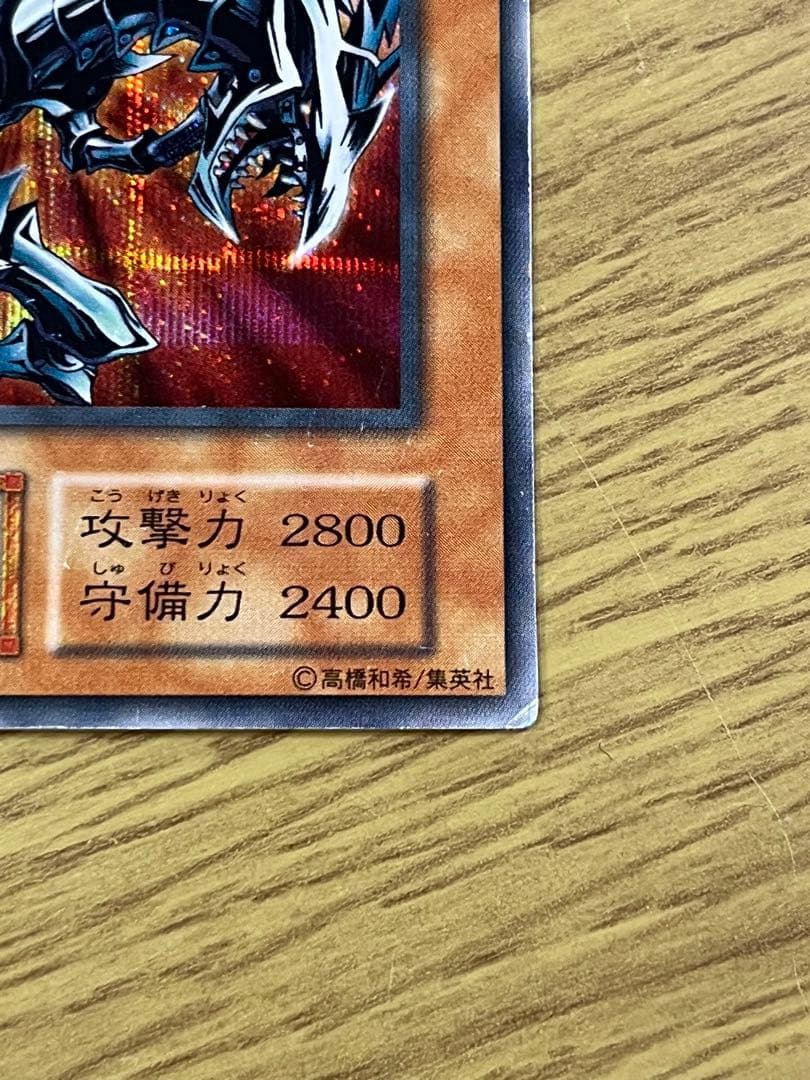 こう げき りょく
攻撃力 2800
しゅ び りょく
守備力 2400
©高橋和希/集英社